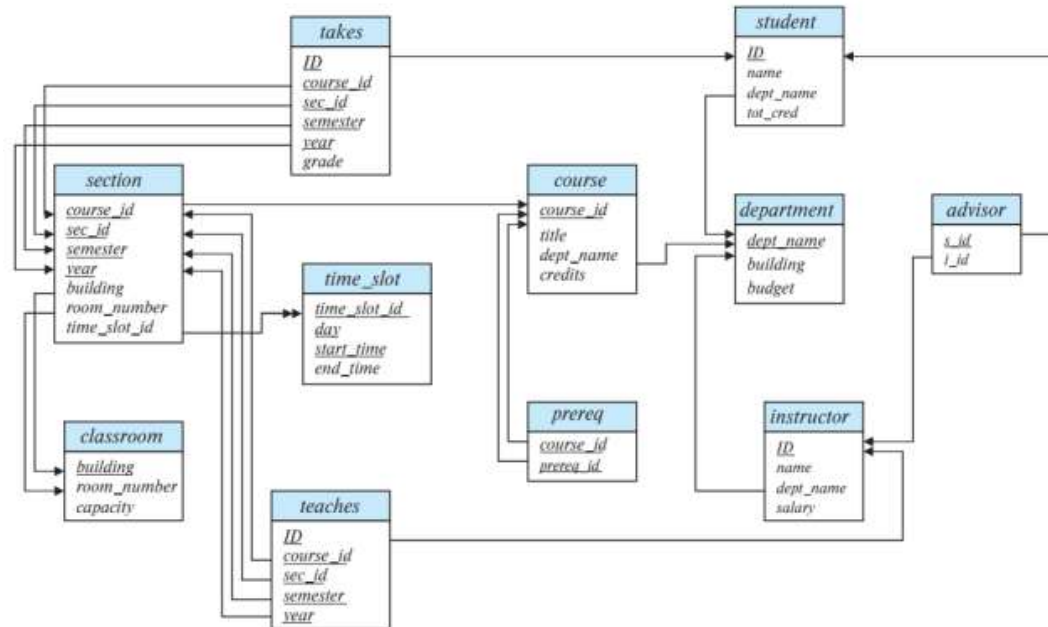 takes
ID
course_id
sec_id
semester
year
grade
student
ID
name
dept_name
tot_cred
section
course_id
sec_id
semester
year
building
room_number
time_slot_id
course
course_id
title
dept_name
credits
department
dept_name
building
budget
advisor
s_id
i_id
time_slot
time_slot_id
day
start_time
end_time
classroom
building
room_number
capacity
prereq
course_id
prereq_id
instructor
ID
name
dept_name
salary
teaches
ID
course_id
sec_id
semester
year